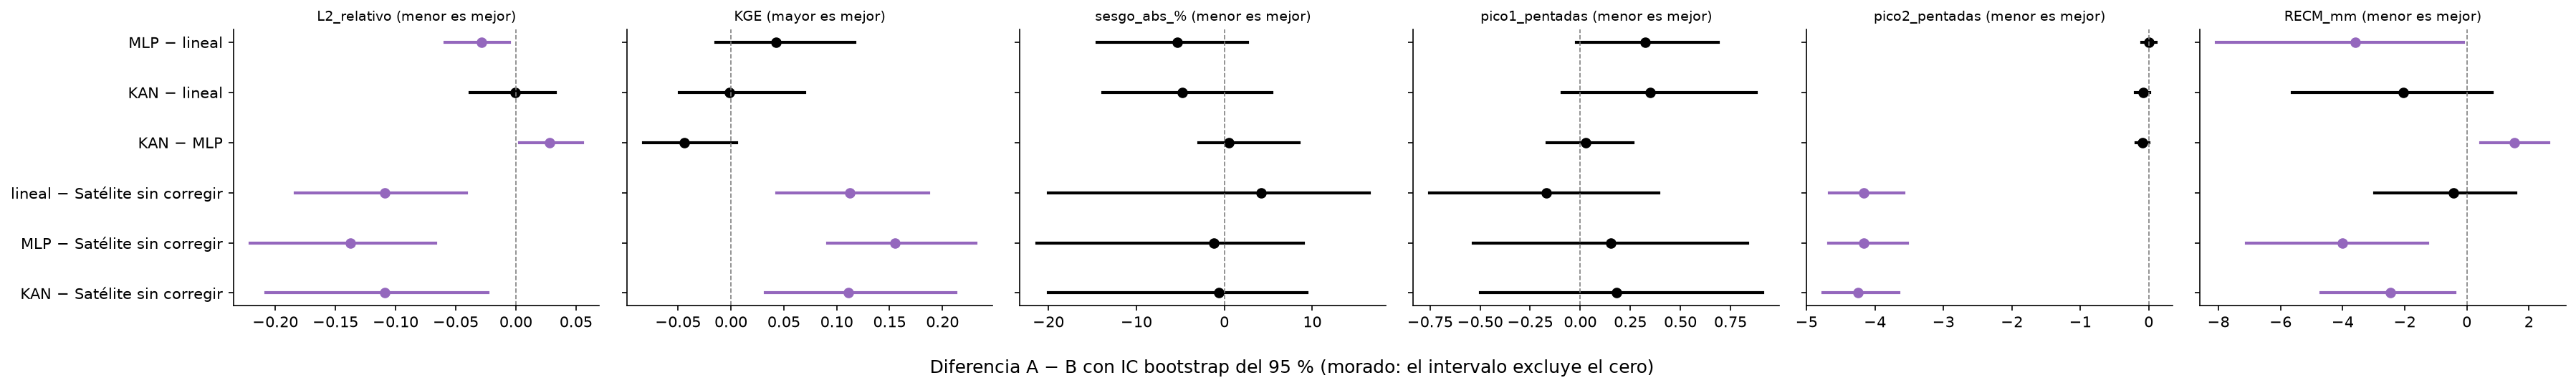 L2_relativo (menor es mejor)
KGE (mayor es mejor)
sesgo_abs_% (menor es mejor)
pico1_pentadas (menor es mejor)
pico2_pentadas (menor es mejor)
RECM_mm (menor es mejor)
MLP − lineal
KAN − lineal
KAN − MLP
lineal − Satélite sin corregir
MLP − Satélite sin corregir
KAN − Satélite sin corregir
−0.20 −0.15 −0.10 −0.05 0.00 0.05
−0.05 0.00 0.05 0.10 0.15 0.20
−20 −10 0 10
−0.75 −0.50 −0.25 0.00 0.25 0.50 0.75
−5 −4 −3 −2 −1 0
−8 −6 −4 −2 0 2
Diferencia A − B con IC bootstrap del 95 % (morado: el intervalo excluye el cero)